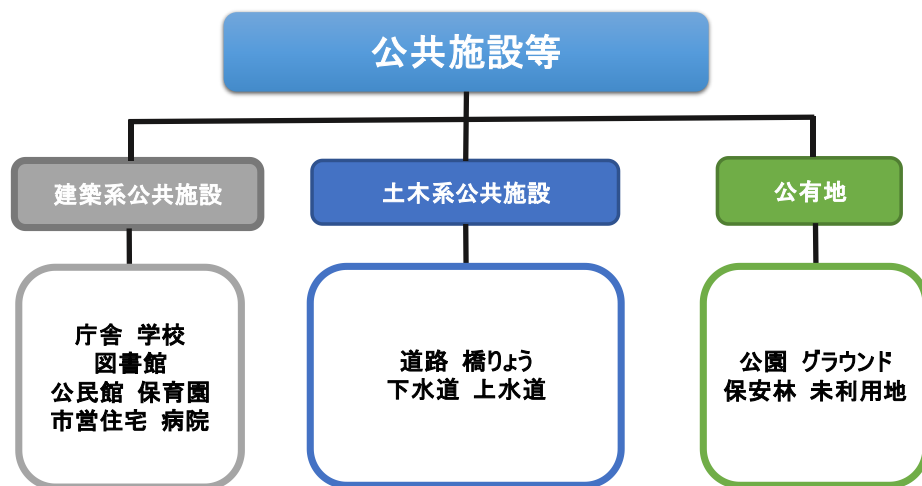 公共施設等
建築系公共施設
土木系公共施設
公有地
庁舎 学校
図書館
公民館 保育園
市営住宅 病院
道路 橋りょう
下水道 上水道
公園 グラウンド
保安林 未利用地